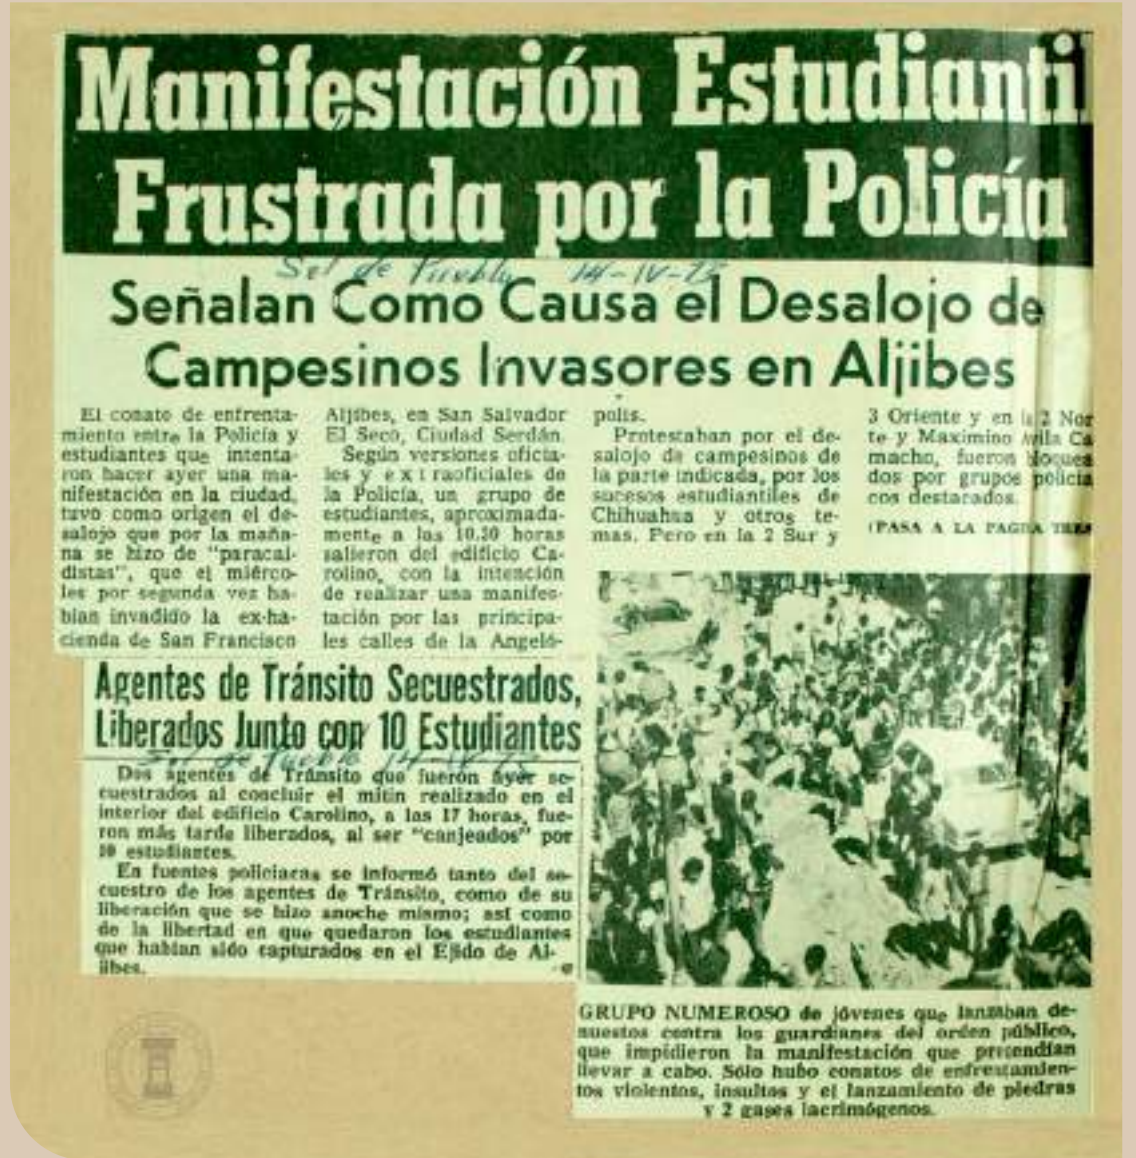 Manifestación Estudianti
Frustrada por la Policía
Sol de Puebla 14-IV-72
Señalan Como Causa el Desalojo de
Campesinos Invasores en Aljibes
El conato de enfrenta-
miento entre la Policía y
estudiantes que intenta-
ron hacer ayer una ma-
nifestación en la ciudad,
tuvo como origen el de-
salojo que por la maña-
na se hizo de "paracai-
distas", que el miérco-
les por segunda vez ha-
bían invadido la ex-ha-
cienda de San Francisco
Aljibes, en San Salvador
El Seco, Ciudad Serdán.
Según versiones oficia-
les y extraoficiales de
la Policía, un grupo de
estudiantes, aproximada-
mente a las 10.30 horas
salieron del edificio Ca-
rolino, con la intención
de realizar una manifes-
tación por las principa-
les calles de la Angeló-
polis.
Protestaban por el de-
salojo de campesinos de
la parte indicada, por los
sucesos estudiantiles de
Chihuahua y otros te-
mas. Pero en la 2 Sur y
3 Oriente y en la 2 Nor
te y Maximino Avila Ca
macho, fueron bloquea
dos por grupos policia
cos destacados.
(PASA A LA PAGINA TRES
Agentes de Tránsito Secuestrados,
Liberados Junto con 10 Estudiantes
Sol de Puebla 14-IV-72
Dos agentes de Tránsito que fueron ayer se-
cuestrados al concluir el mitin realizado en el
interior del edificio Carolino, a las 17 horas, fue-
ron más tarde liberados, al ser "canjeados" por
10 estudiantes.
En fuentes policiacas se informó tanto del se-
cuestro de los agentes de Tránsito, como de su
liberación que se hizo anoche mismo; así como
de la libertad en que quedaron los estudiantes
que habían sido capturados en el Ejido de Al-
jibes.
GRUPO NUMEROSO de jóvenes que lanzaban de-
nuestos contra los guardianes del orden público,
que impidieron la manifestación que pretendían
llevar a cabo. Sólo hubo conatos de enfrentamien-
tos violentos, insultos y el lanzamiento de piedras
y 2 gases lacrimógenos.